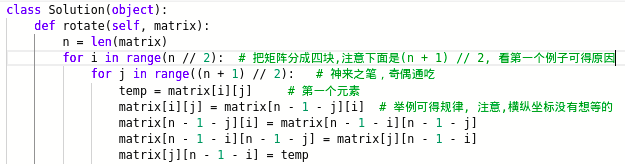 class Solution(object):
    def rotate(self, matrix):
        n = len(matrix)
        for i in range(n // 2):  # 把矩阵分成四块,注意下面是(n + 1) // 2, 看第一个例子可得原因
            for j in range((n + 1) // 2):   # 神来之笔，奇偶通吃
                temp = matrix[i][j]     # 第一个元素
                matrix[i][j] = matrix[n - 1 - j][i]  # 举例可得规律, 注意,横纵坐标没有想等的
                matrix[n - 1 - j][i] = matrix[n - 1 - i][n - 1 - j]
                matrix[n - 1 - i][n - 1 - j] = matrix[j][n - 1 - i]
                matrix[j][n - 1 - i] = temp